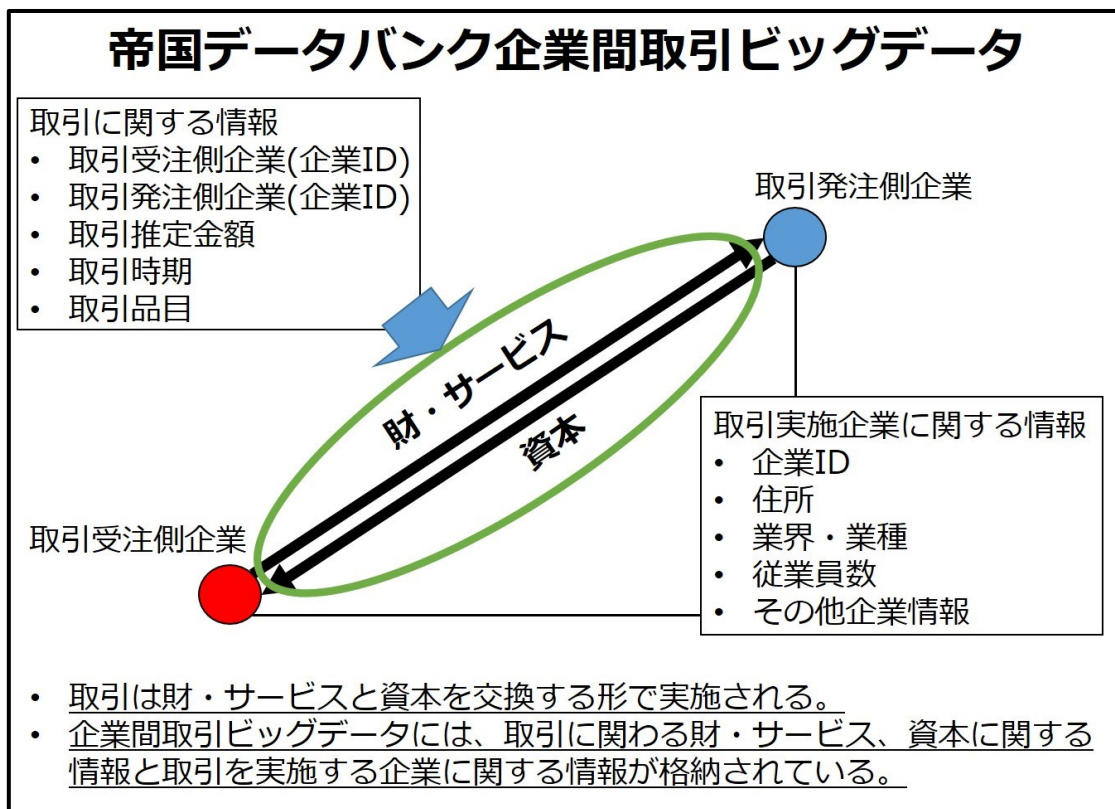 帝国データバンク企業間取引ビッグデータ
取引に関する情報
• 取引受注側企業(企業ID)
• 取引発注側企業(企業ID)
• 取引推定金額
• 取引時期
• 取引品目
取引発注側企業
財・サービス
資本
取引受注側企業
取引実施企業に関する情報
• 企業ID
• 住所
• 業界・業種
• 従業員数
• その他企業情報
• 取引は財・サービスと資本を交換する形で実施される。
• 企業間取引ビッグデータには、取引に関わる財・サービス、資本に関する
情報と取引を実施する企業に関する情報が格納されている。